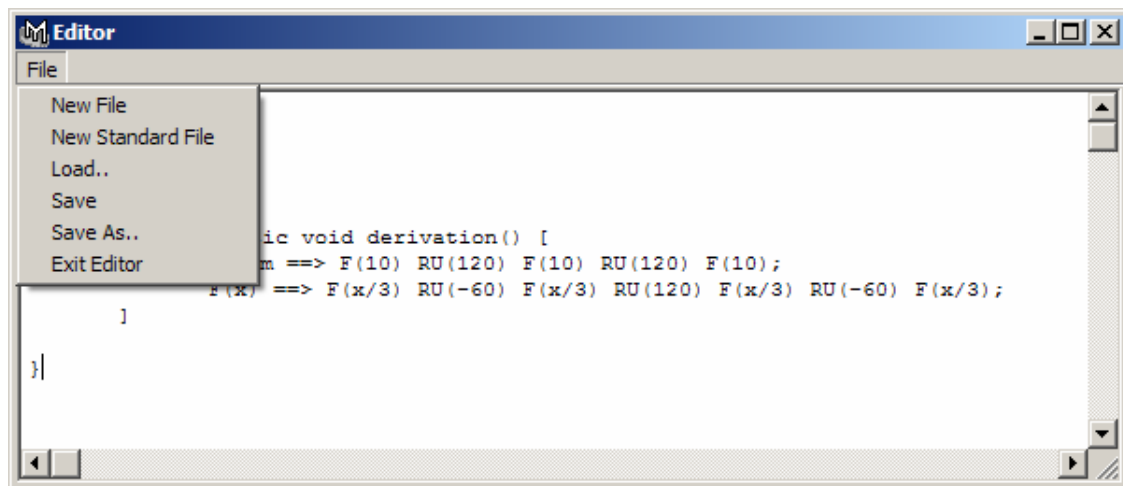 Editor
File
New File
New Standard File
Load..
Save
Save As..
Exit Editor
void derivation() [
==> F(10) RU(120) F(10) RU(120) F(10);
F(x) ==> F(x/3) RU(-60) F(x/3) RU(120) F(x/3) RU(-60) F(x/3);
]
}